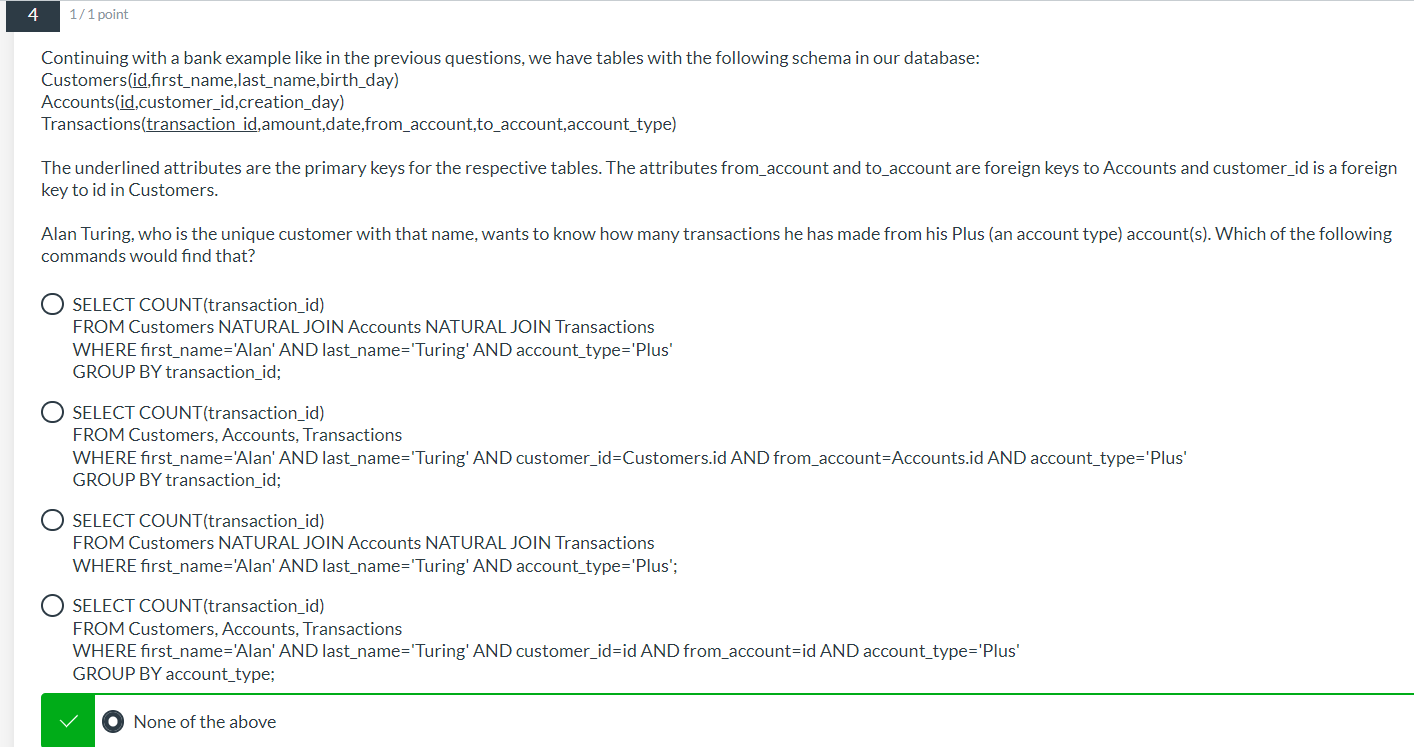 4
1 / 1 point
Continuing with a bank example like in the previous questions, we have tables with the following schema in our database:
Customers(id,first_name,last_name,birth_day)
Accounts(id,customer_id,creation_day)
Transactions(transaction_id,amount,date,from_account,to_account,account_type)
The underlined attributes are the primary keys for the respective tables. The attributes from_account and to_account are foreign keys to Accounts and customer_id is a foreign
key to id in Customers.
Alan Turing, who is the unique customer with that name, wants to know how many transactions he has made from his Plus (an account type) account(s). Which of the following
commands would find that?
SELECT COUNT(transaction_id)
FROM Customers NATURAL JOIN Accounts NATURAL JOIN Transactions
WHERE first_name='Alan' AND last_name='Turing' AND account_type='Plus'
GROUP BY transaction_id;
SELECT COUNT(transaction_id)
FROM Customers, Accounts, Transactions
WHERE first_name='Alan' AND last_name='Turing' AND customer_id=Customers.id AND from_account=Accounts.id AND account_type='Plus'
GROUP BY transaction_id;
SELECT COUNT(transaction_id)
FROM Customers NATURAL JOIN Accounts NATURAL JOIN Transactions
WHERE first_name='Alan' AND last_name='Turing' AND account_type='Plus';
SELECT COUNT(transaction_id)
FROM Customers, Accounts, Transactions
WHERE first_name='Alan' AND last_name='Turing' AND customer_id=id AND from_account=id AND account_type='Plus'
GROUP BY account_type;
None of the above